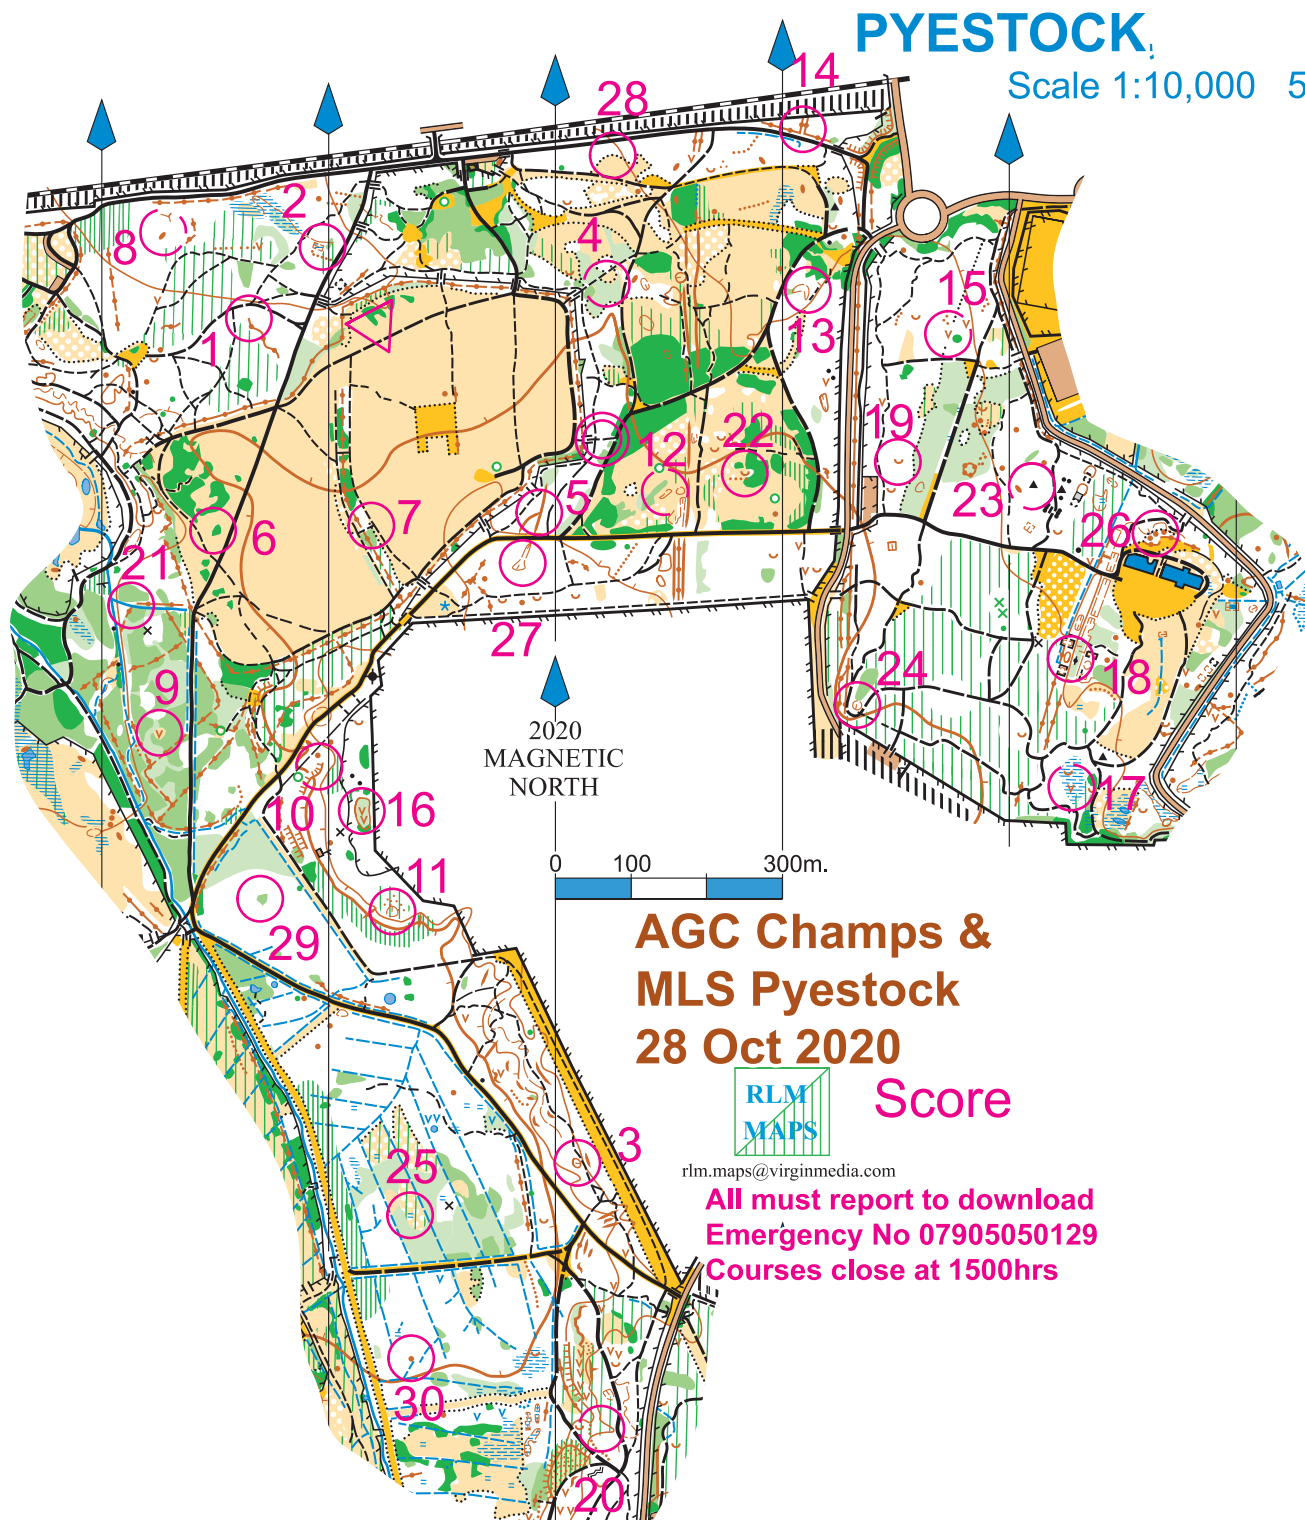 PYESTOCK
Scale 1:10,000 5
14
28
2
8
4
15
1
13
19
12
22
5
7
6
23
26
21
27
9
24
18
2020
MAGNETIC
NORTH
10
16
17
0 100 300m.
11
29
AGC Champs &
MLS Pyestock
28 Oct 2020
RLM
MAPS
Score
3
rlm.maps@virginmedia.com
25
All must report to download
Emergency No 07905050129
Courses close at 1500hrs
30
20